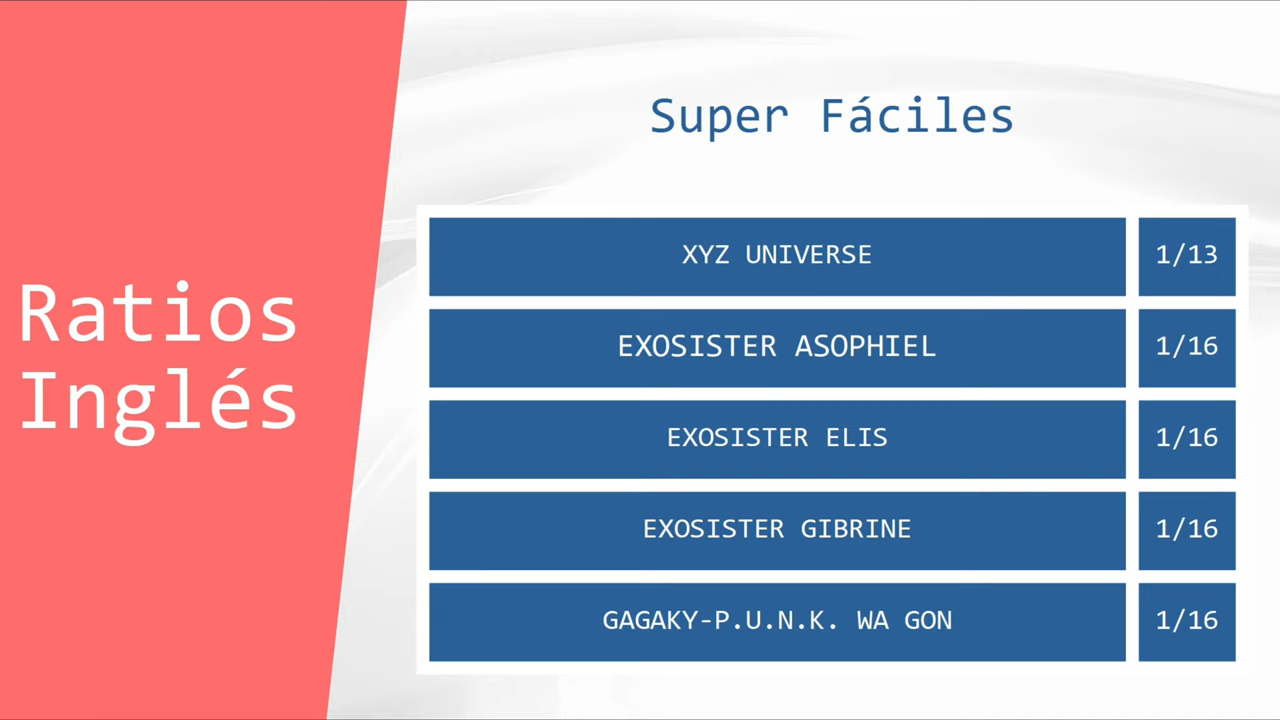 Ratios
Inglés
Super Fáciles
XYZ UNIVERSE 1/13
EXOSISTER ASOPHIEL 1/16
EXOSISTER ELIS 1/16
EXOSISTER GIBRINE 1/16
GAGAKY-P.U.N.K. WA GON 1/16